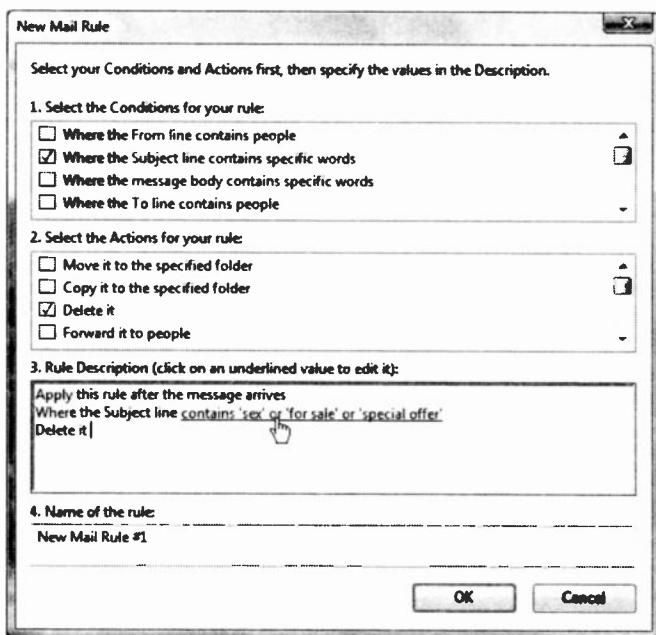 New Mail Rule
Select your Conditions and Actions first, then specify the values in the Description.
1. Select the Conditions for your rule:
Where the From line contains people
Where the Subject line contains specific words
Where the message body contains specific words
Where the To line contains people
2. Select the Actions for your rule:
Move it to the specified folder
Copy it to the specified folder
Delete it
Forward it to people
3. Rule Description (click on an underlined value to edit it):
Apply this rule after the message arrives
Where the Subject line contains 'sex' or 'for sale' or 'special offer'
Delete it
4. Name of the rule:
New Mail Rule #1
OK Cancel